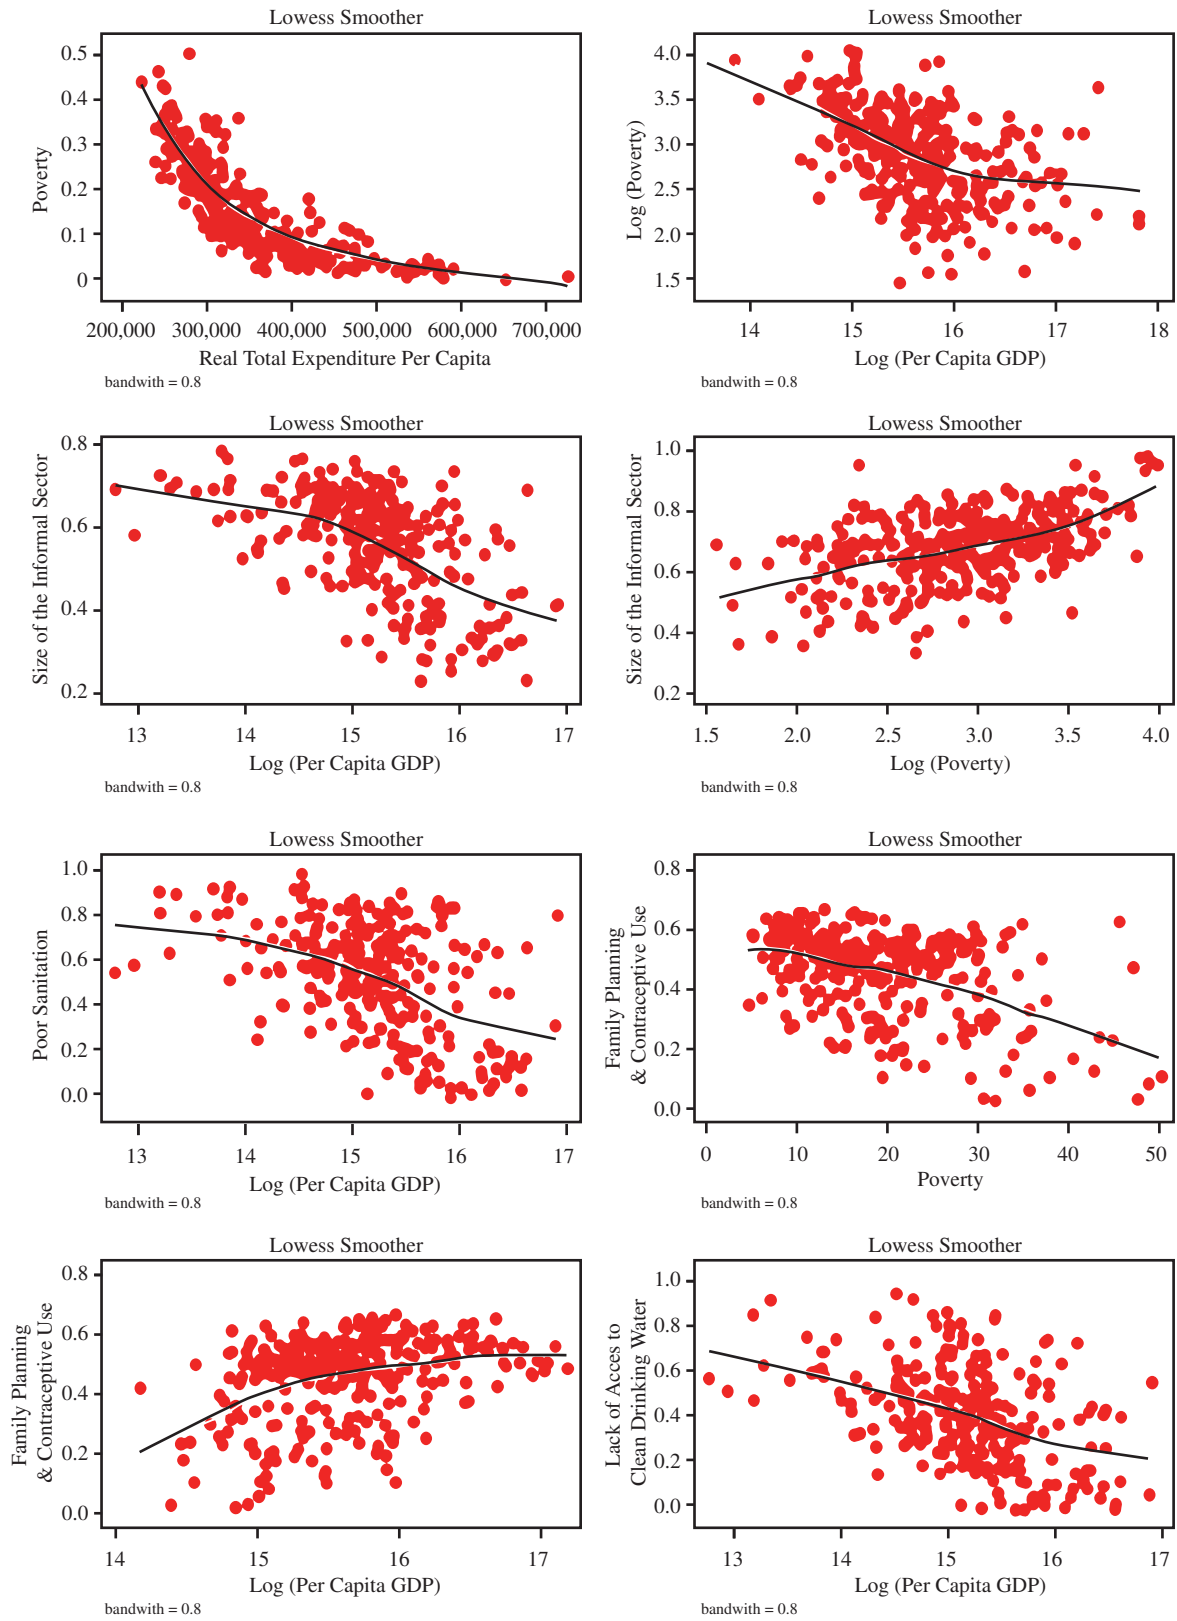 Lowess Smoother
0.5
0.4
0.3
0.2
0.1
0
Poverty
200,000 300,000 400,000 500,000 600,000 700,000
Real Total Expenditure Per Capita
bandwith = 0.8
Lowess Smoother
4.0
3.5
3.0
2.5
2.0
1.5
Log (Poverty)
14 15 16 17 18
Log (Per Capita GDP)
bandwith = 0.8
Lowess Smoother
0.8
0.6
0.4
0.2
Size of the Informal Sector
13 14 15 16 17
Log (Per Capita GDP)
bandwith = 0.8
Lowess Smoother
1.0
0.8
0.6
0.4
0.2
Size of the Informal Sector
1.5 2.0 2.5 3.0 3.5 4.0
Log (Poverty)
bandwith = 0.8
Lowess Smoother
1.0
0.8
0.6
0.4
0.2
0.0
Poor Sanitation
13 14 15 16 17
Log (Per Capita GDP)
bandwith = 0.8
Lowess Smoother
0.8
0.6
0.4
0.2
0.0
Family Planning
& Contraceptive Use
0 10 20 30 40 50
Poverty
bandwith = 0.8
Lowess Smoother
0.8
0.6
0.4
0.2
0.0
Family Planning
& Contraceptive Use
14 15 16 17
Log (Per Capita GDP)
bandwith = 0.8
Lowess Smoother
1.0
0.8
0.6
0.4
0.2
0.0
Lack of Acces to
Clean Drinking Water
13 14 15 16 17
Log (Per Capita GDP)
bandwith = 0.8